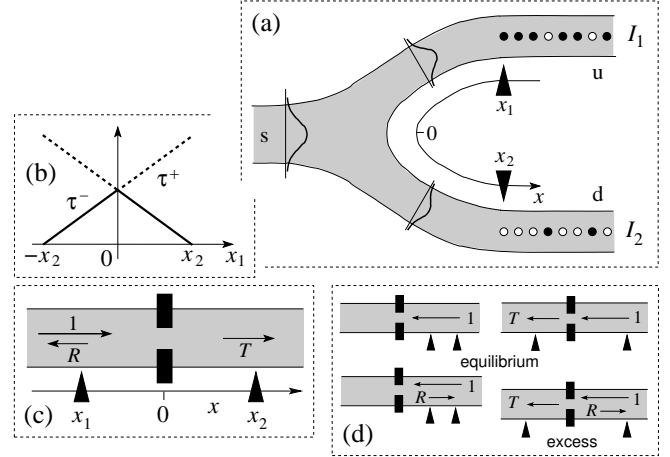 (a)
I₁
u
x₁
s
0
x₂
x
d
I₂
(b)
τ⁻
τ⁺
−x₂
0
x₂
x₁
1
R
T
(c)
x₁
0
x
x₂
1
T
1
equilibrium
1
R
T
1
R
(d)
excess